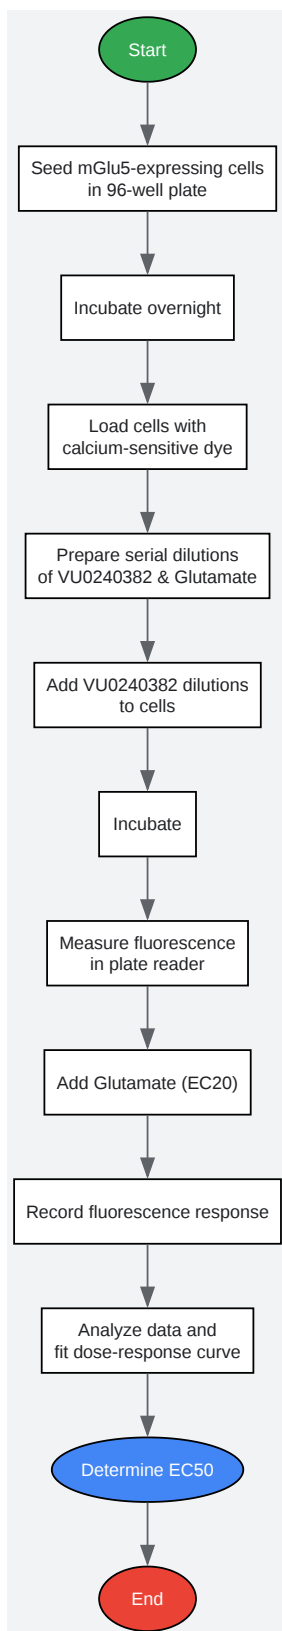 Start
Seed mGlu5-expressing cells
in 96-well plate
Incubate overnight
Load cells with
calcium-sensitive dye
Prepare serial dilutions
of VU0240382 & Glutamate
Add VU0240382 dilutions
to cells
Incubate
Measure fluorescence
in plate reader
Add Glutamate (EC20)
Record fluorescence response
Analyze data and
fit dose-response curve
Determine EC50
End